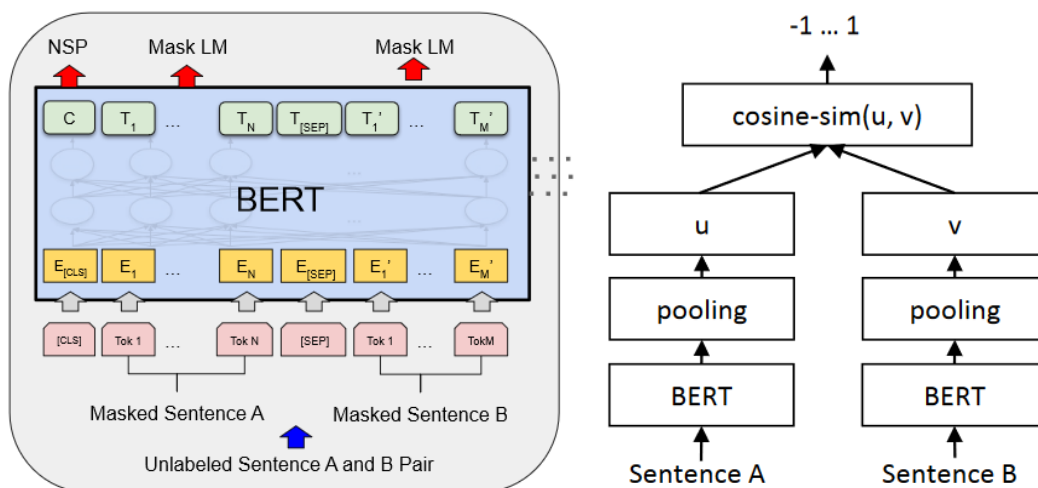 NSP Mask LM Mask LM
C T1 ... TN T[SEP] T1' ... TM'
...
BERT
...
E[CLS] E1 ... EN E[SEP] E1' ... EM'
[CLS] Tok 1 ... Tok N [SEP] Tok 1 ... TokM
Masked Sentence A Masked Sentence B
Unlabeled Sentence A and B Pair
-1 ... 1
cosine-sim(u, v)
u v
pooling pooling
BERT BERT
Sentence A Sentence B